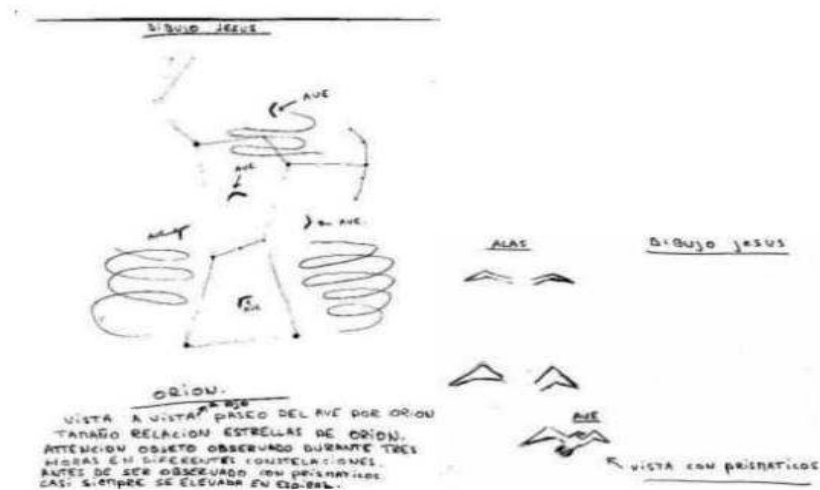 DIBUJO JESUS
AVE
AVE
AVE
AVE
ORION.
VISTA A VISTA PASEO DEL AVE POR ORION
TAMAÑO RELACION ESTRELLAS DE ORION.
ATTENCION OBJETO OBSERVADO DURANTE TRES
HORAS EN DIFERENTES CONSTELACIONES.
ANTES DE SER OBSERVADO CON PRISMATICOS
CASI SIEMPRE SE ELEVABA EN ESPIRAL.
ALAS
DIBUJO JESUS
AVE
VISTA CON PRISMATICOS